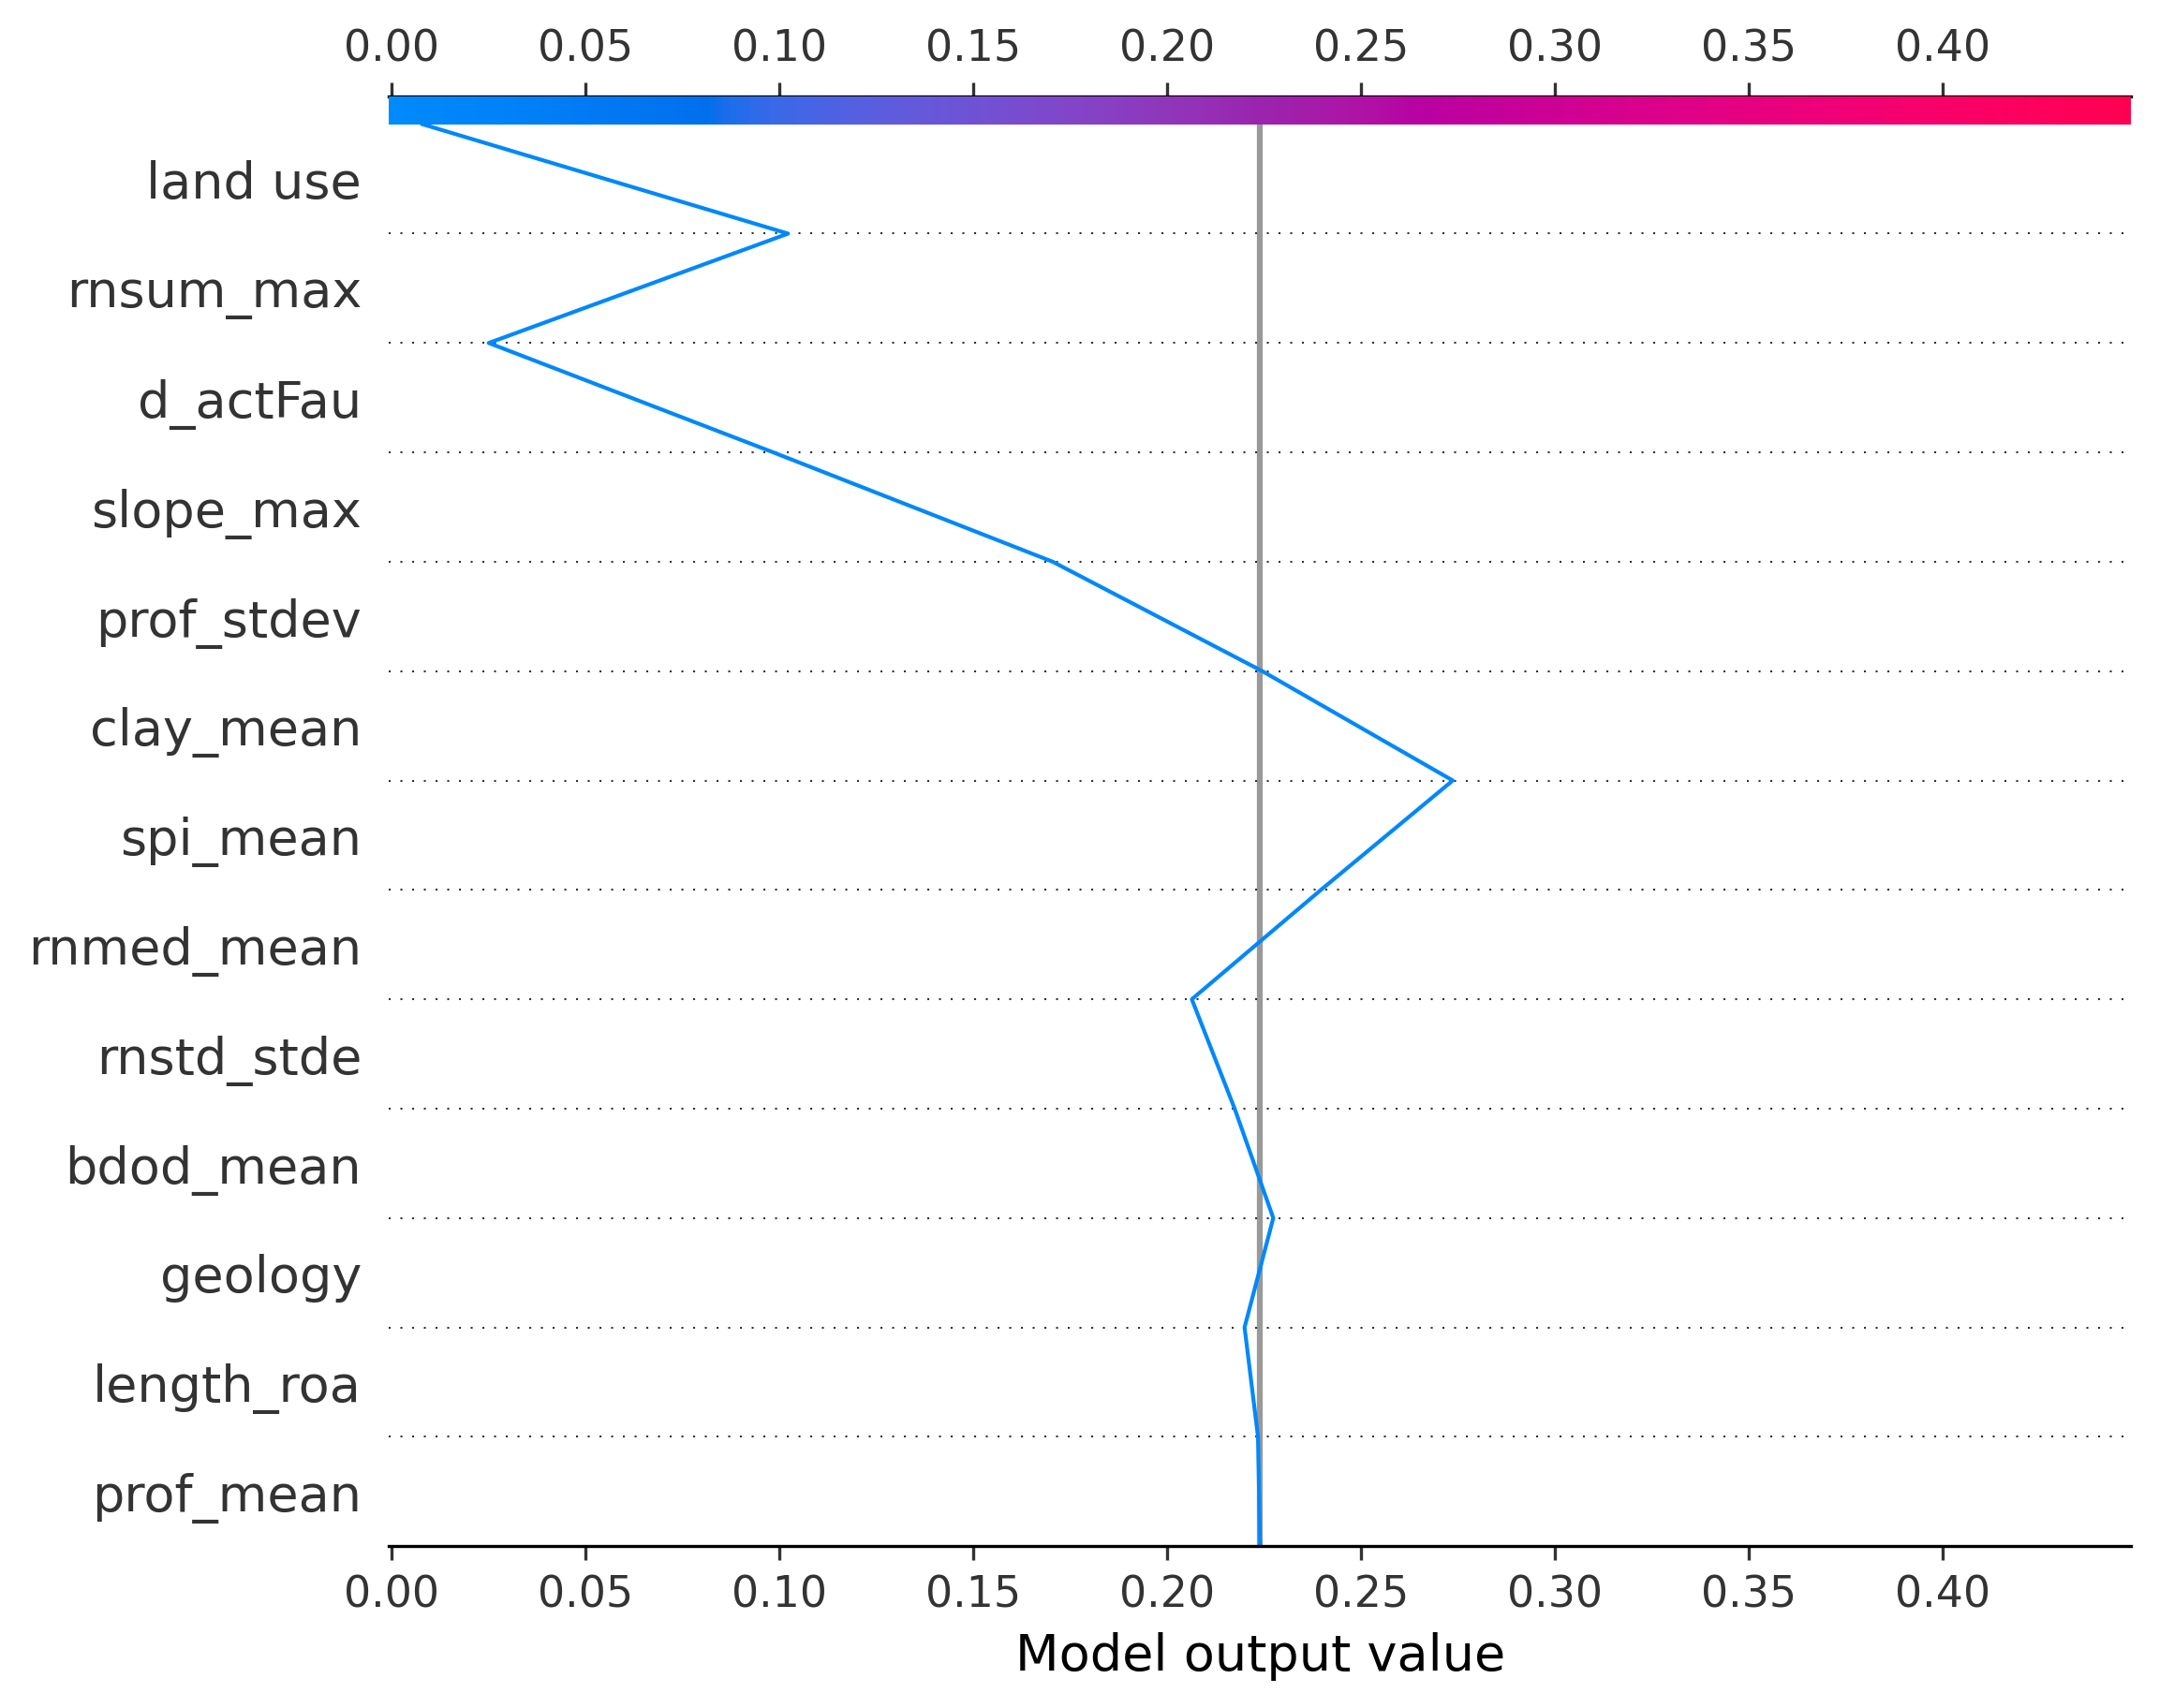 0.00 0.05 0.10 0.15 0.20 0.25 0.30 0.35 0.40
land use
rnsum_max
d_actFau
slope_max
prof_stdev
clay_mean
spi_mean
rnmed_mean
rnstd_stde
bdod_mean
geology
length_roa
prof_mean
0.00 0.05 0.10 0.15 0.20 0.25 0.30 0.35 0.40
Model output value